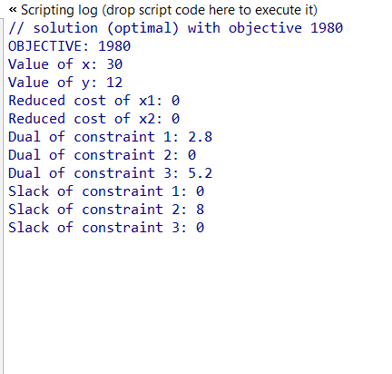 « Scripting log (drop script code here to execute it)
// solution (optimal) with objective 1980
OBJECTIVE: 1980
Value of x: 30
Value of y: 12
Reduced cost of x1: 0
Reduced cost of x2: 0
Dual of constraint 1: 2.8
Dual of constraint 2: 0
Dual of constraint 3: 5.2
Slack of constraint 1: 0
Slack of constraint 2: 8
Slack of constraint 3: 0